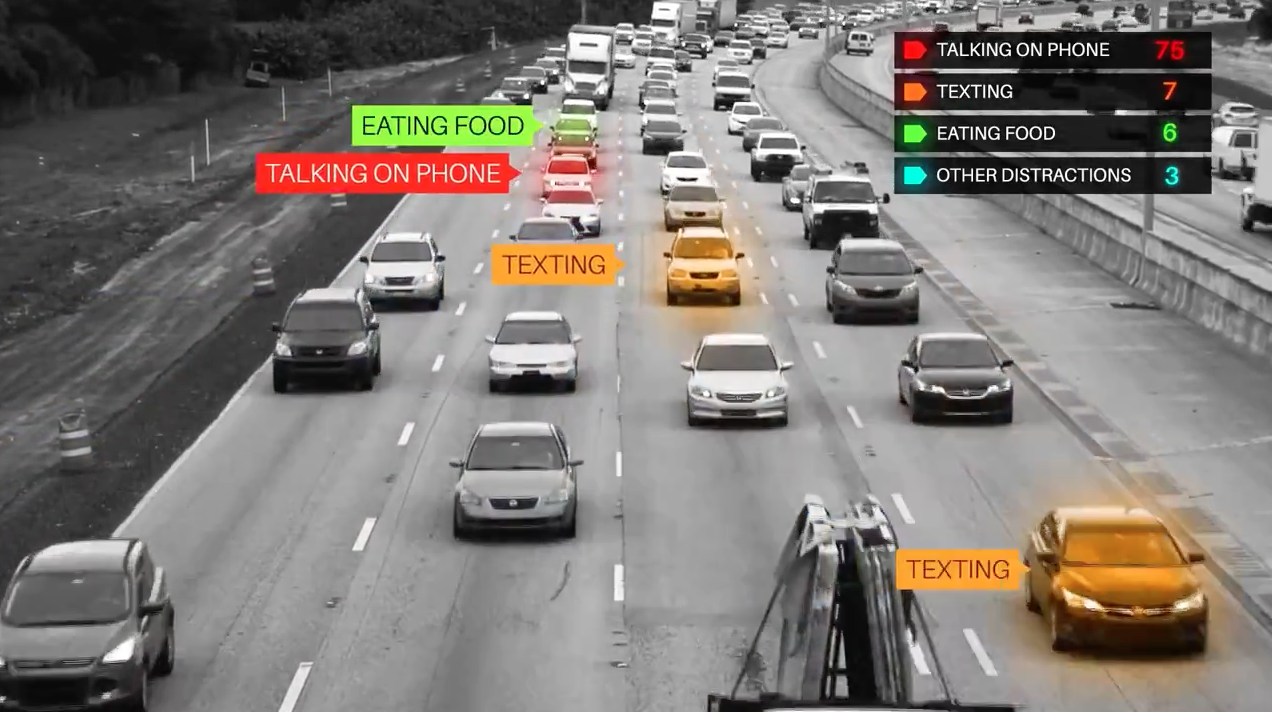 TALKING ON PHONE 75
TEXTING 7
EATING FOOD 6
OTHER DISTRACTIONS 3
EATING FOOD
TALKING ON PHONE
TEXTING
TEXTING